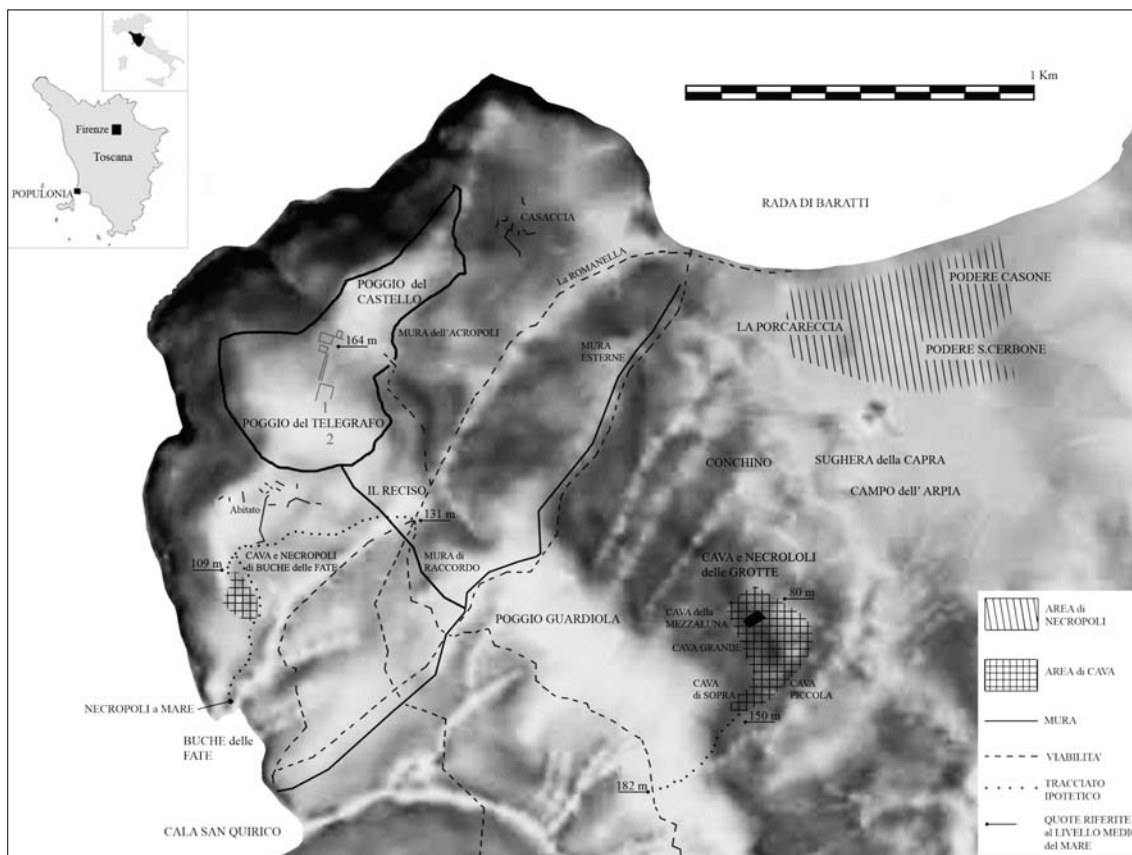 Firenze
Toscana
POPULONIA
1 Km
RADA DI BARATTI
CASACCIA
La ROMANELLA
POGGIO del
CASTELLO
MURA dell'ACROPOLI
164 m
MURA
ESTERNE
PODERE CASONE
LA PORCARECCIA
PODERE S.CERBONE
1
POGGIO del TELEGRAFO
2
CONCHINO
SUGHERA della CAPRA
CAMPO dell' ARPIA
IL RECISO
Abitato
131 m
109 m
CAVA e NECROPOLI
di BUCHE delle FATE
MURA di
RACCORDO
CAVA e NECROLOLI
delle GROTTE
80 m
POGGIO GUARDIOLA
CAVA della
MEZZALUNA
CAVA GRANDE
CAVA
di SOPRA
CAVA
PICCOLA
150 m
NECROPOLI a MARE
BUCHE delle
FATE
182 m
CALA SAN QUIRICO
AREA di
NECROPOLI
AREA di CAVA
MURA
VIABILITA'
TRACCIATO
IPOTETICO
QUOTE RIFERITE
al LIVELLO MEDIO
del MARE